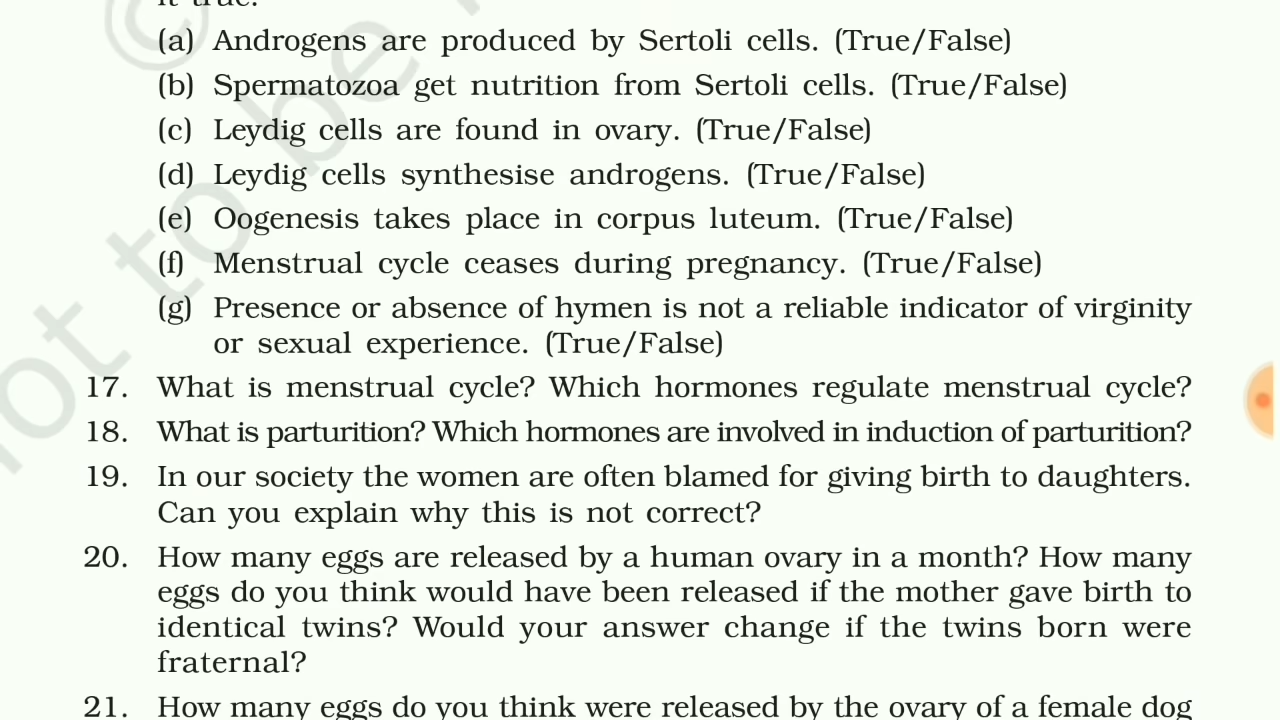 it true.
(a) Androgens are produced by Sertoli cells. (True/False)
(b) Spermatozoa get nutrition from Sertoli cells. (True/False)
(c) Leydig cells are found in ovary. (True/False)
(d) Leydig cells synthesise androgens. (True/False)
(e) Oogenesis takes place in corpus luteum. (True/False)
(f) Menstrual cycle ceases during pregnancy. (True/False)
(g) Presence or absence of hymen is not a reliable indicator of virginity
or sexual experience. (True/False)
17. What is menstrual cycle? Which hormones regulate menstrual cycle?
18. What is parturition? Which hormones are involved in induction of parturition?
19. In our society the women are often blamed for giving birth to daughters.
Can you explain why this is not correct?
20. How many eggs are released by a human ovary in a month? How many
eggs do you think would have been released if the mother gave birth to
identical twins? Would your answer change if the twins born were
fraternal?
21. How many eggs do you think were released by the ovary of a female dog
© not to be